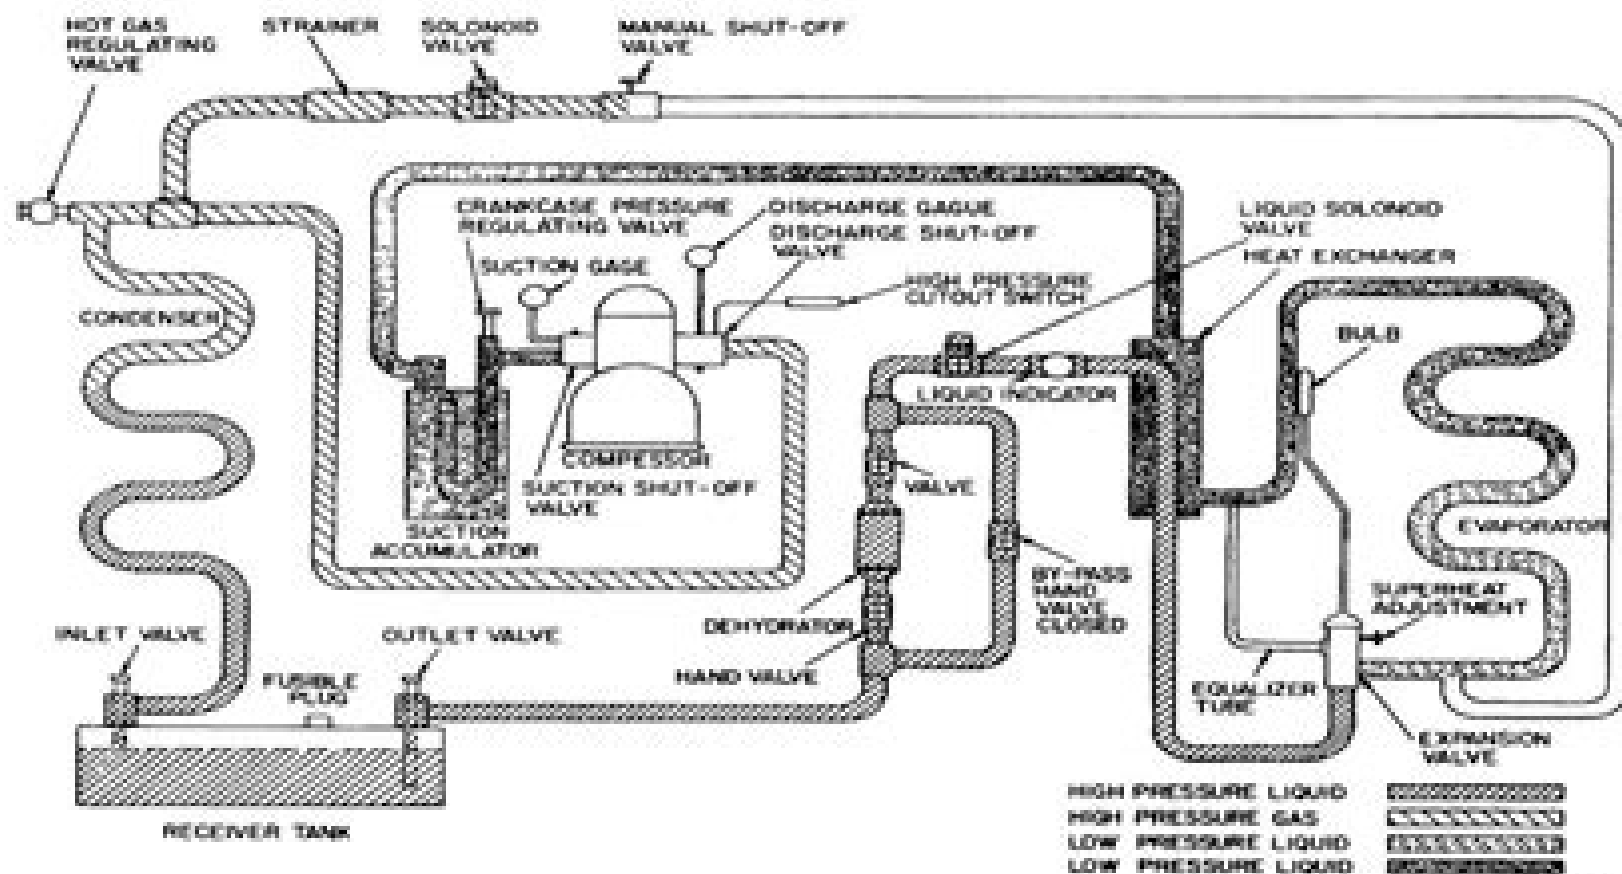 HOT GAS
REGULATING
VALVE
STRAINER
SOLONOID
VALVE
MANUAL SHUT-OFF
VALVE
CRANKCASE PRESSURE
REGULATING VALVE
SUCTION GAGE
DISCHARGE GAGUE
DISCHARGE SHUT-OFF
VALVE
HIGH PRESSURE
CUTOUT SWITCH
LIQUID SOLONOID
VALVE
HEAT EXCHANGER
CONDENSER
BULB
LIQUID INDICATOR
COMPESSOR
SUCTION SHUT-OFF
VALVE
VALVE
SUCTION
ACCUMULATOR
EVAPORATOR
BY-PASS
HAND
VALVE
CLOSED
SUPERHEAT
ADJUSTMENT
DEHYDRATOR
INLET VALVE
OUTLET VALVE
HAND VALVE
FUSIBLE
PLUG
EQUALIZER
TUBE
EXPANSION
VALVE
RECEIVER TANK
HIGH PRESSURE LIQUID
HIGH PRESSURE GAS
LOW PRESSURE LIQUID
LOW PRESSURE LIQUID